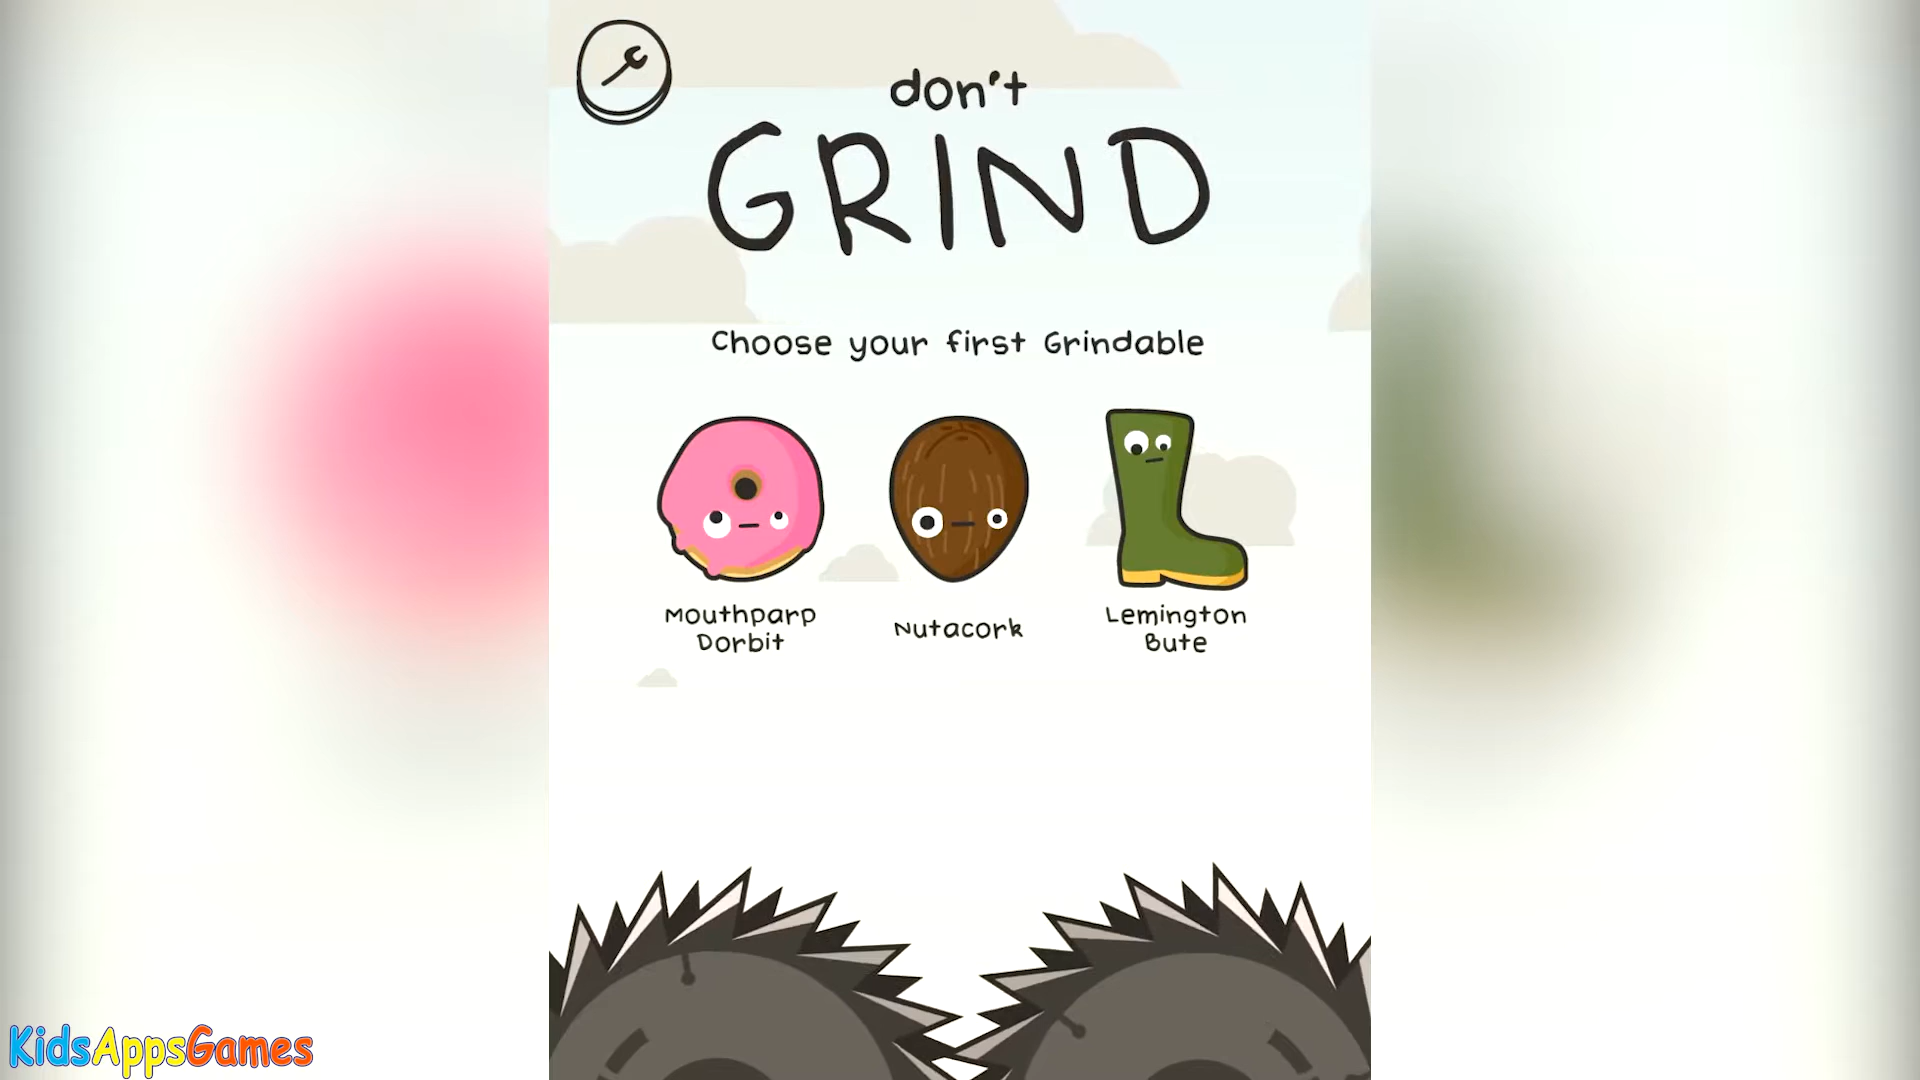 don't
GRIND
Choose your first Grindable
Mouthparp
Dorbit
Nutacork
Lemington
Bute
KidsAppsGames